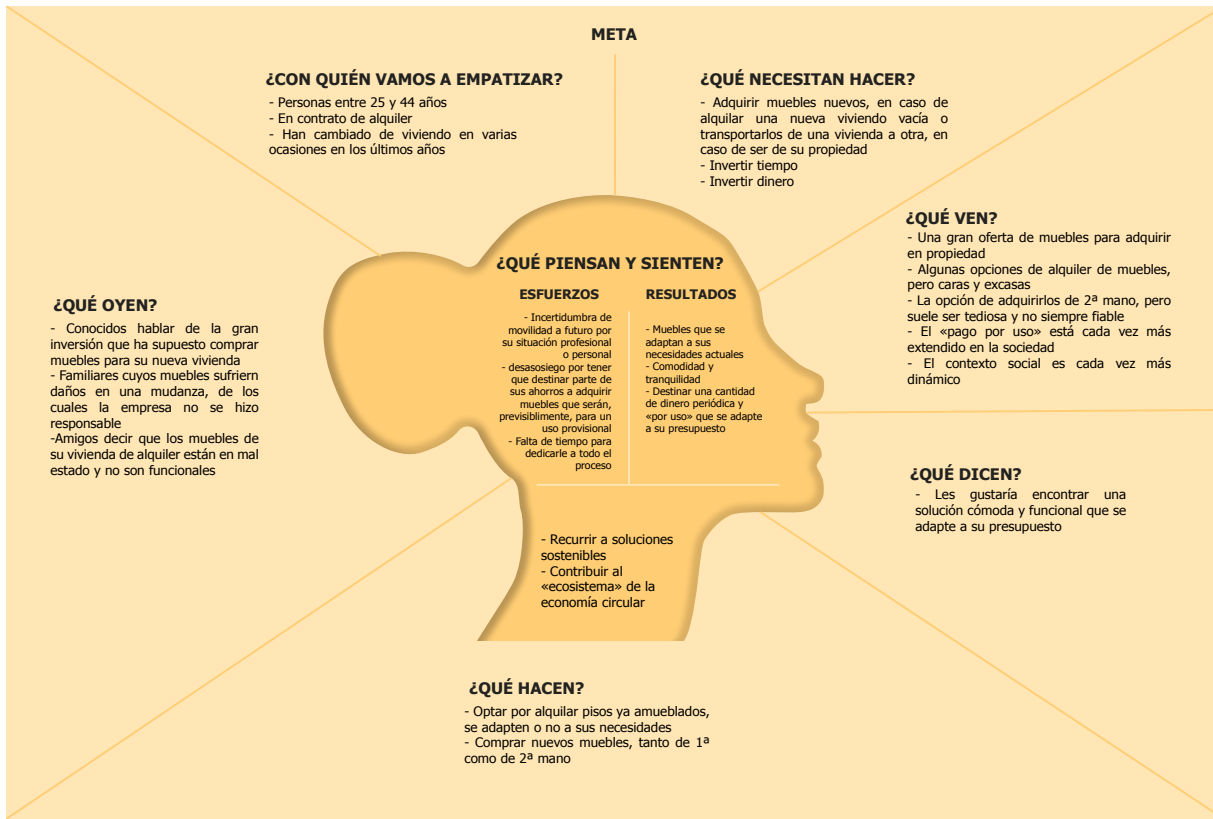 META
¿CON QUIÉN VAMOS A EMPATIZAR?
- Personas entre 25 y 44 años
- En contrato de alquiler
- Han cambiado de viviendo en varias
ocasiones en los últimos años
¿QUÉ NECESITAN HACER?
- Adquirir muebles nuevos, en caso de
alquilar una nueva viviendo vacía o
transportarlos de una vivienda a otra, en
caso de ser de su propiedad
- Invertir tiempo
- Invertir dinero
¿QUÉ VEN?
- Una gran oferta de muebles para adquirir
en propiedad
- Algunas opciones de alquiler de muebles,
pero caras y excasas
- La opción de adquirirlos de 2ª mano, pero
suele ser tediosa y no siempre fiable
- El «pago por uso» está cada vez más
extendido en la sociedad
- El contexto social es cada vez más
dinámico
¿QUÉ DICEN?
- Les gustaría encontrar una
solución cómoda y funcional que se
adapte a su presupuesto
¿QUÉ HACEN?
- Optar por alquilar pisos ya amueblados,
se adapten o no a sus necesidades
- Comprar nuevos muebles, tanto de 1ª
como de 2ª mano
¿QUÉ OYEN?
- Conocidos hablar de la gran
inversión que ha supuesto comprar
muebles para su nueva vivienda
- Familiares cuyos muebles sufriern
daños en una mudanza, de los
cuales la empresa no se hizo
responsable
-Amigos decir que los muebles de
su vivienda de alquiler están en mal
estado y no son funcionales
¿QUÉ PIENSAN Y SIENTEN?
ESFUERZOS
- Incertidumbra de
movilidad a futuro por
su situación profesional
o personal
- desasosiego por tener
que destinar parte de
sus ahorros a adquirir
muebles que serán,
previsiblemente, para un
uso provisional
- Falta de tiempo para
dedicarle a todo el
proceso
RESULTADOS
- Muebles que se
adaptan a sus
necesidades actuales
- Comodidad y
tranquilidad
- Destinar una cantidad
de dinero periódica y
«por uso» que se adapte
a su presupuesto
- Recurrir a soluciones
sostenibles
- Contribuir al
«ecosistema» de la
economía circular